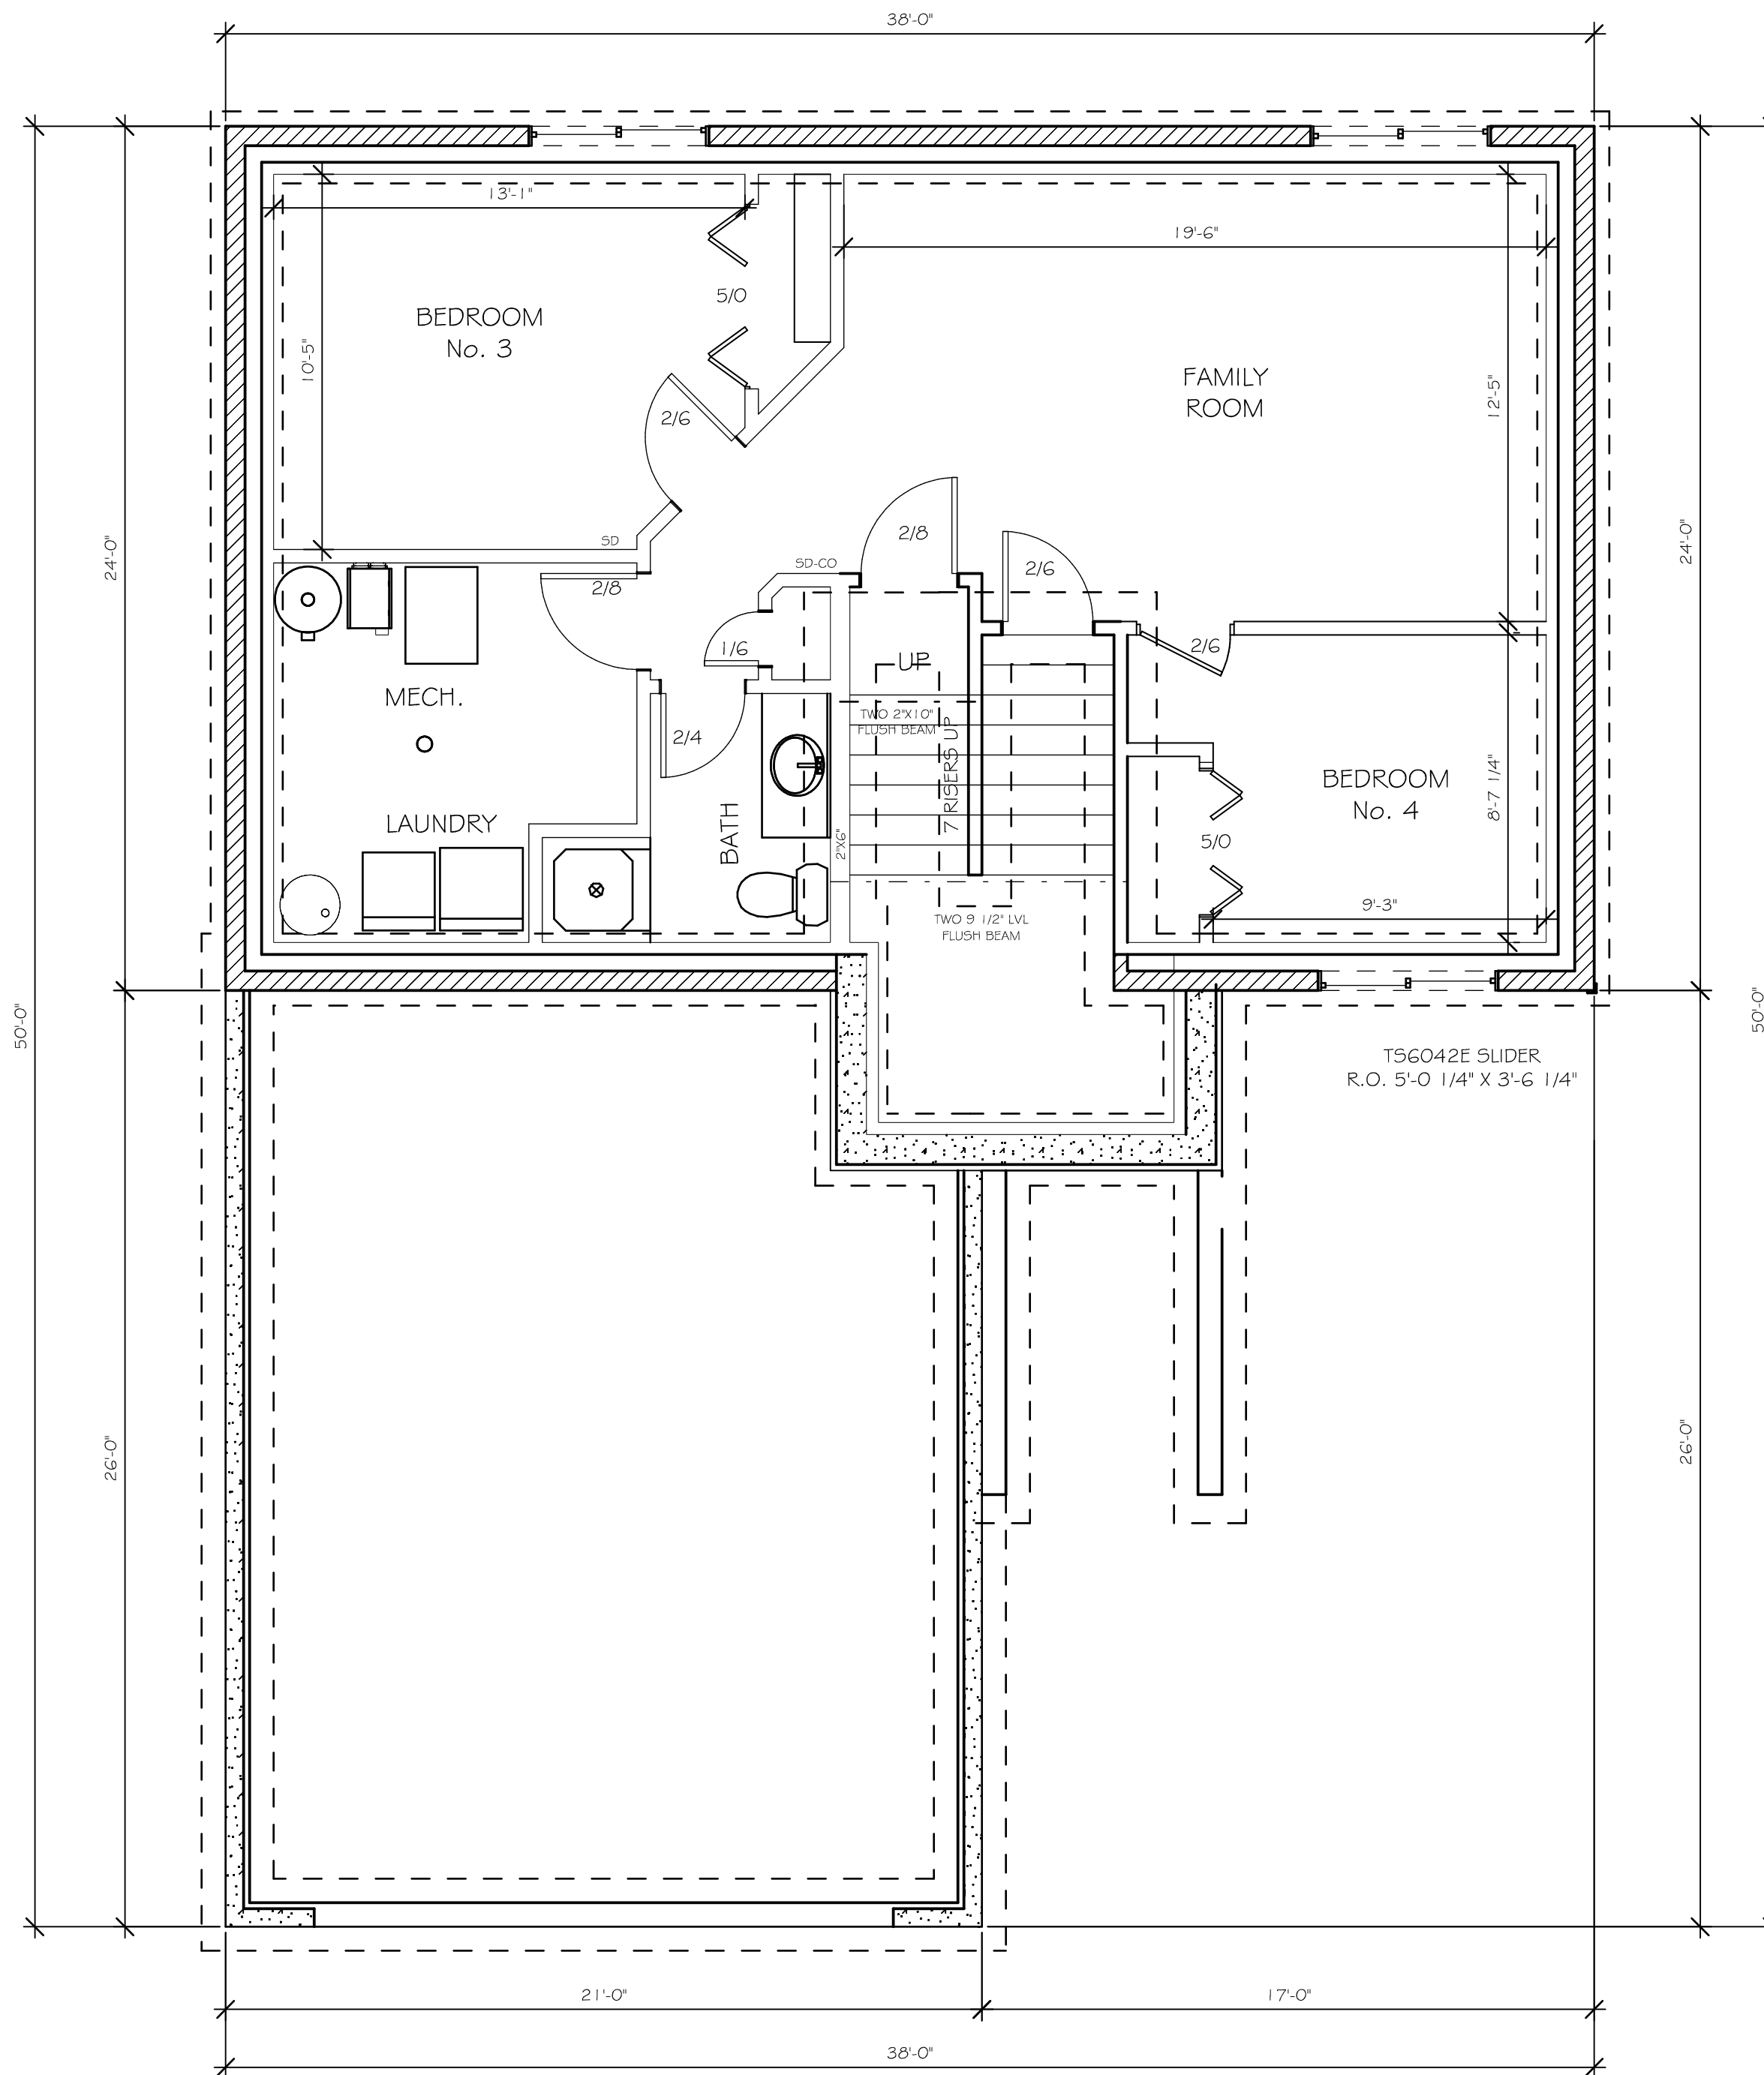 38'-0"
13'-1"
19'-6"
5/0
BEDROOM
No. 3
10'-5"
FAMILY
ROOM
12'-5"
2/6
2/8
SD
SD-CO
2/6
2/8
24'-0"
24'-0"
1/6
2/6
UP
MECH.
TWO 2"X10"
FLUSH BEAM
7 RISERS UP
2/4
BEDROOM
No. 4
8'-7 1/4"
LAUNDRY
BATH
2"X6"
5/0
9'-3"
TWO 9 1/2" LVL
FLUSH BEAM
50'-0"
50'-0"
TS6042E SLIDER
R.O. 5'-0 1/4" X 3'-6 1/4"
26'-0"
26'-0"
21'-0"
17'-0"
38'-0"